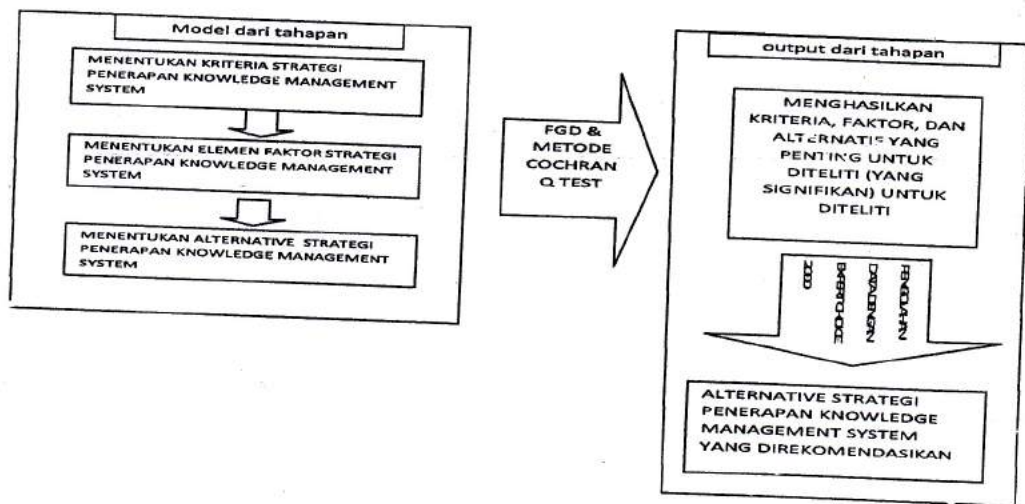 Model dari tahapan
MENENTUKAN KRITERIA STRATEGI
PENERAPAN KNOWLEDGE MANAGEMENT
SYSTEM
MENENTUKAN ELEMEN FAKTOR STRATEGI
PENERAPAN KNOWLEDGE MANAGEMENT
SYSTEM
MENENTUKAN ALTERNATIVE STRATEGI
PENERAPAN KNOWLEDGE MANAGEMENT
SYSTEM
FGD &
METODE
COCHRAN
Q TEST
output dari tahapan
MENGHASILKAN
KRITERIA, FAKTOR, DAN
ALTERNATIF YANG
PENTING UNTUK
DITELITI (YANG
SIGNIFIKAN) UNTUK
DITELITI
PENGOLAHAN
DATA DENGAN
EXPERT CHOICE
2000
ALTERNATIVE STRATEGI
PENERAPAN KNOWLEDGE
MANAGEMENT SYSTEM
YANG DIREKOMENDASIKAN